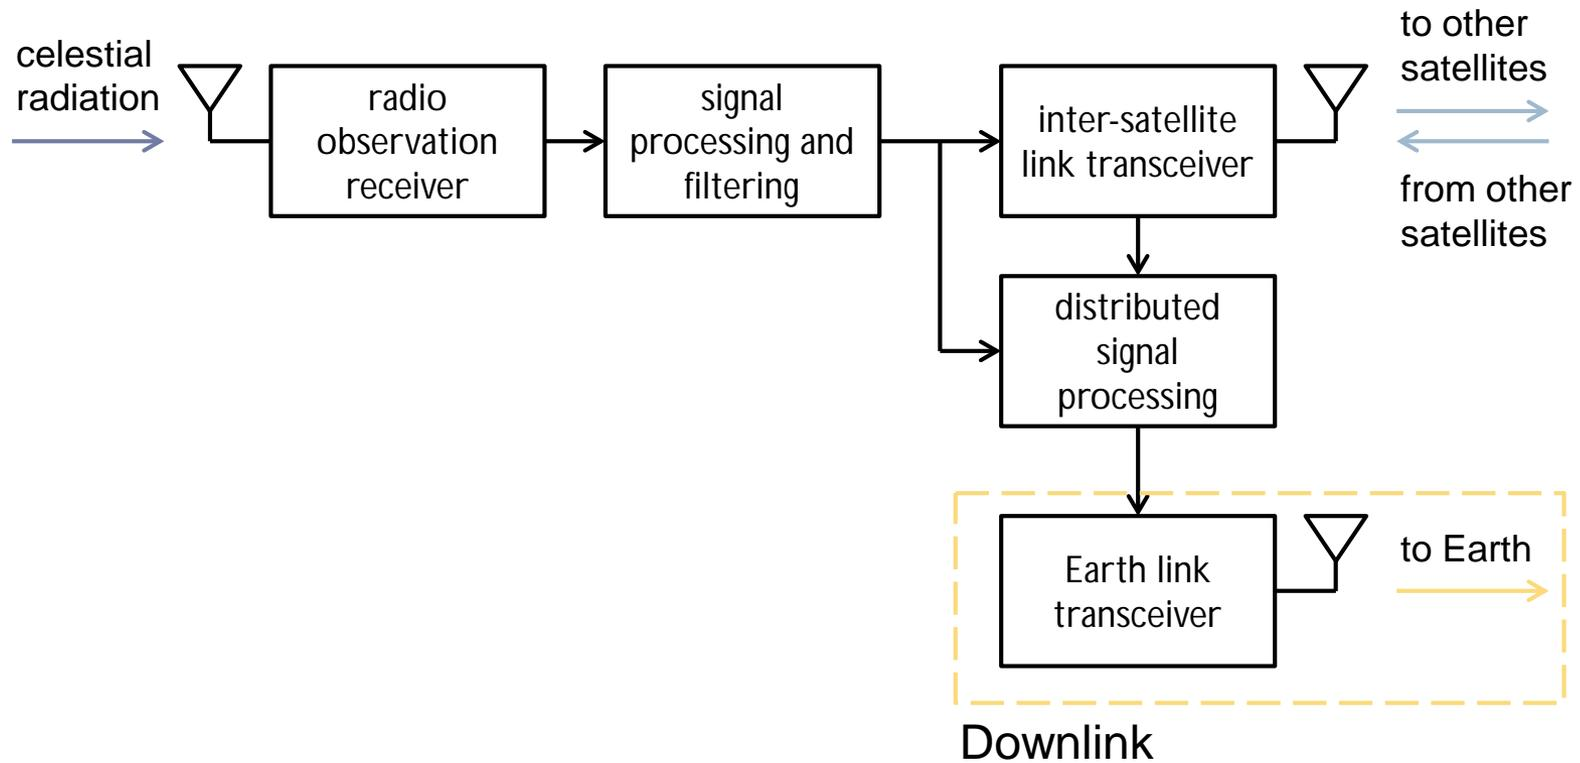 celestial
radiation
radio
observation
receiver
signal
processing and
filtering
inter-satellite
link transceiver
to other
satellites
from other
satellites
distributed
signal
processing
Earth link
transceiver
to Earth
Downlink